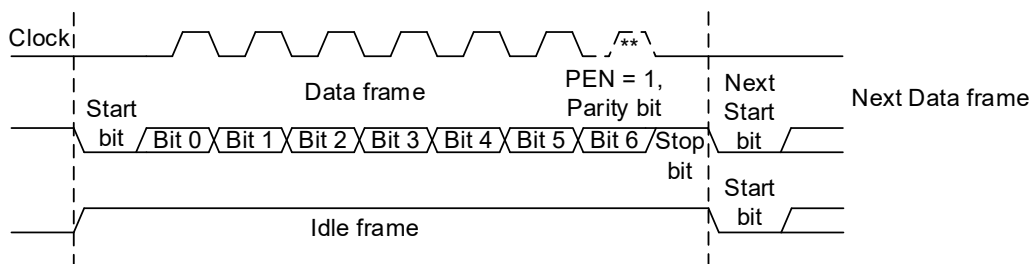 Clock
**
PEN = 1,
Parity bit
Data frame
Next
Start
bit
Next Data frame
Start
bit
Bit 0 Bit 1 Bit 2 Bit 3 Bit 4 Bit 5 Bit 6
Stop
bit
Start
bit
Idle frame